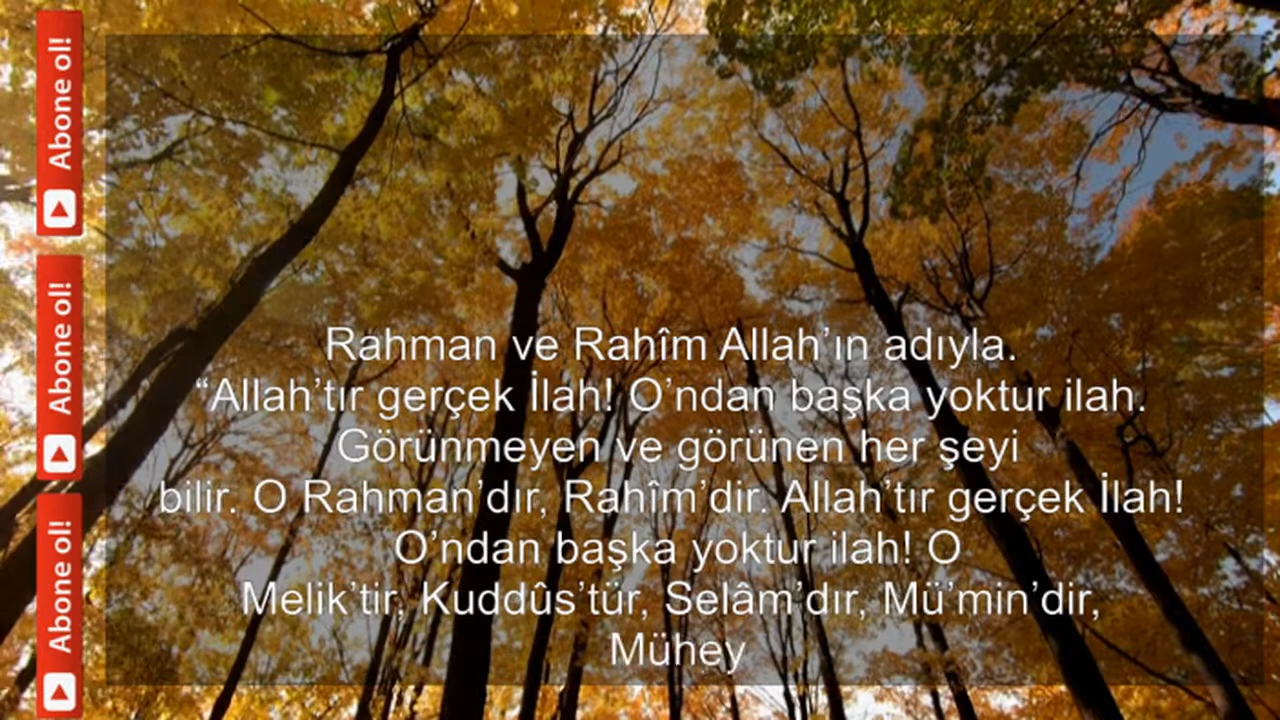 Abone ol!
Abone ol!
Abone ol!
Rahman ve Rahîm Allah’ın adıyla.
“Allah’tır gerçek İlah! O’ndan başka yoktur ilah.
Görünmeyen ve görünen her şeyi
bilir. O Rahman’dır, Rahîm’dir. Allah’tır gerçek İlah!
O’ndan başka yoktur ilah! O
Melik’tir, Kuddûs’tür, Selâm’dır, Mü’min’dir,
Mühey